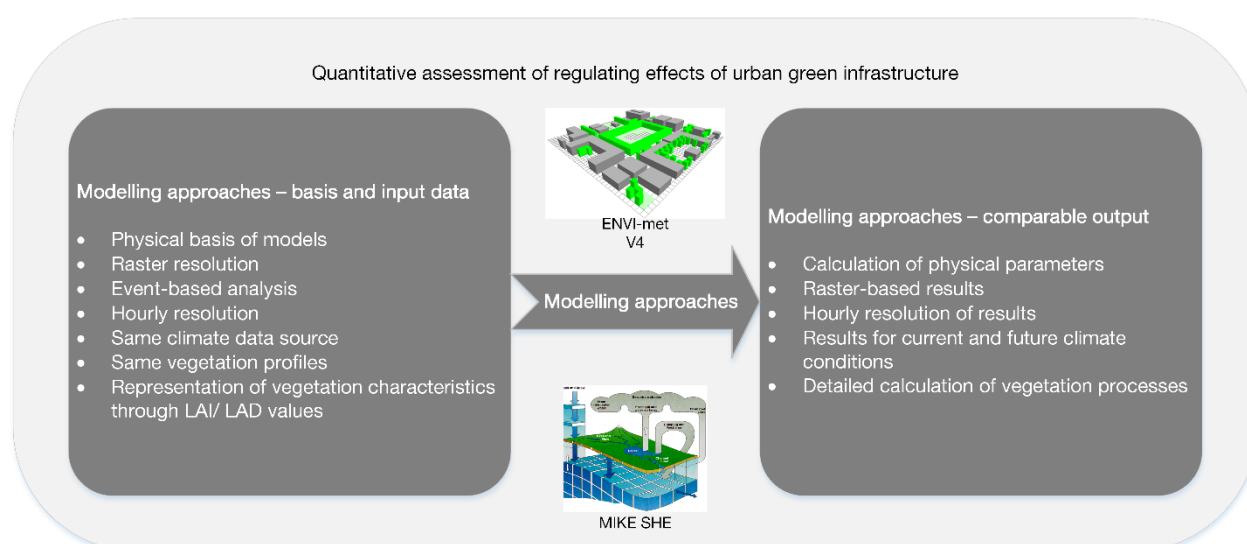 Quantitative assessment of regulating effects of urban green infrastructure
Modelling approaches – basis and input data
• Physical basis of models
• Raster resolution
• Event-based analysis
• Hourly resolution
• Same climate data source
• Same vegetation profiles
• Representation of vegetation characteristics
through LAI/ LAD values
ENVI-met
V4
Modelling approaches
MIKE SHE
Modelling approaches – comparable output
• Calculation of physical parameters
• Raster-based results
• Hourly resolution of results
• Results for current and future climate
conditions
• Detailed calculation of vegetation processes